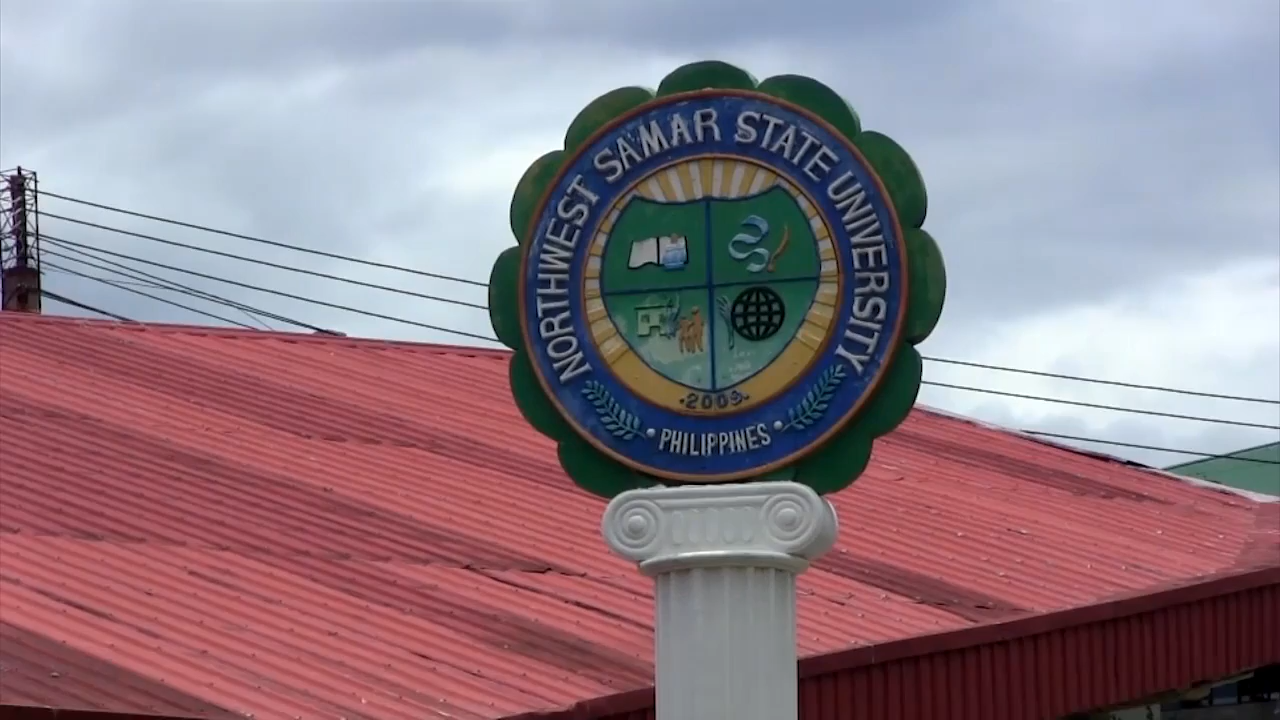 NORTHWEST SAMAR STATE UNIVERSITY
·2009·
• PHILIPPINES •